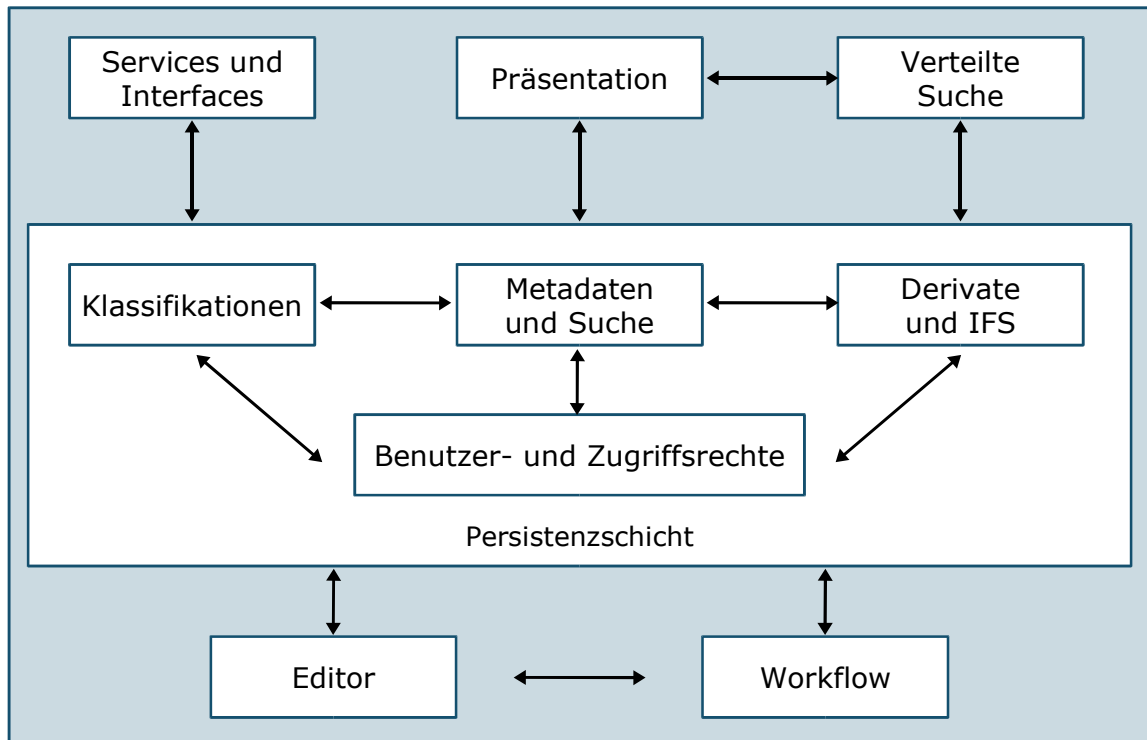 Services und
Interfaces
Präsentation
Verteilte
Suche
Klassifikationen
Metadaten
und Suche
Derivate
und IFS
Benutzer- und Zugriffsrechte
Persistenzschicht
Editor
Workflow